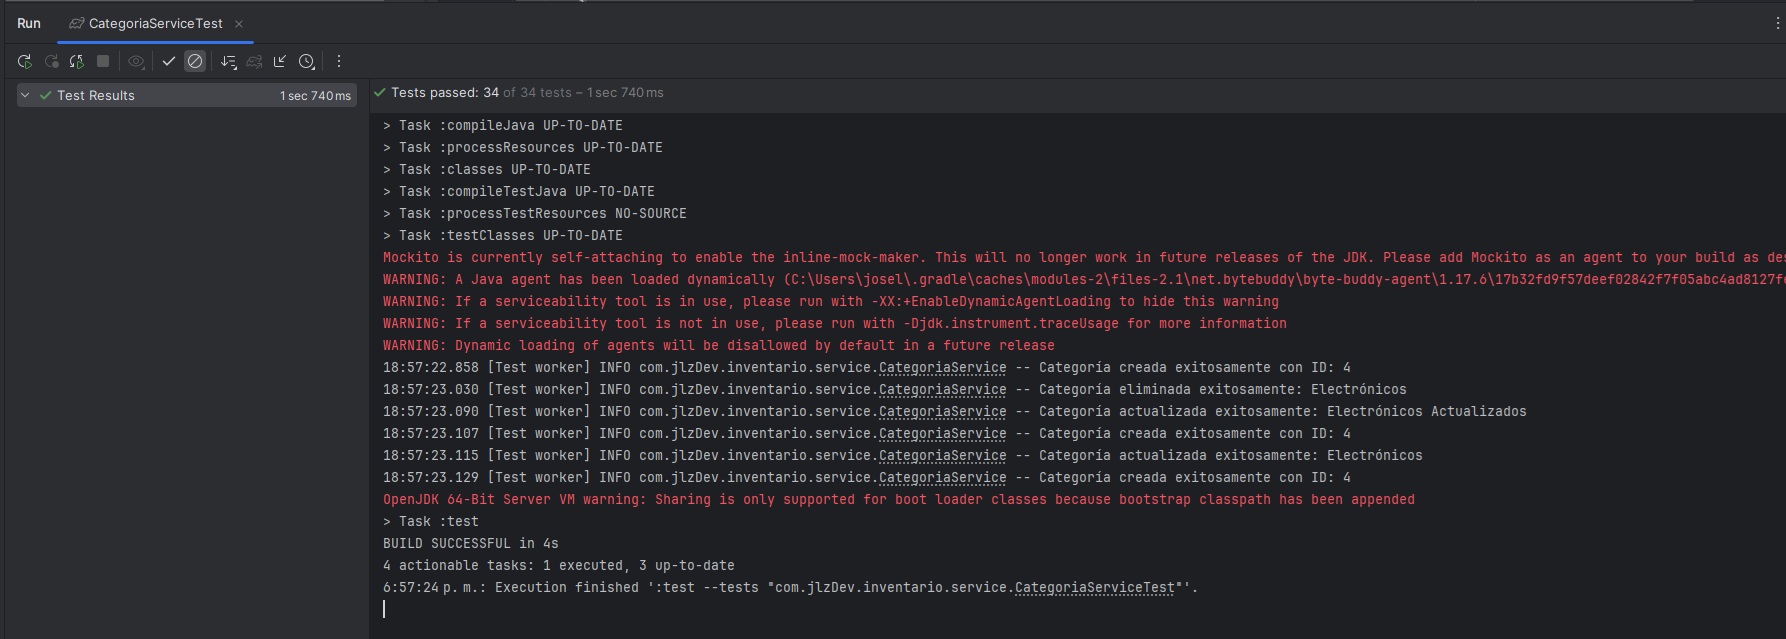 Run CategoriaServiceTest
Test Results 1 sec 740 ms
Tests passed: 34 of 34 tests – 1 sec 740 ms
> Task :compileJava UP-TO-DATE
> Task :processResources UP-TO-DATE
> Task :classes UP-TO-DATE
> Task :compileTestJava UP-TO-DATE
> Task :processTestResources NO-SOURCE
> Task :testClasses UP-TO-DATE
Mockito is currently self-attaching to enable the inline-mock-maker. This will no longer work in future releases of the JDK. Please add Mockito as an agent to your build as
WARNING: A Java agent has been loaded dynamically (C:\Users\josel\.gradle\caches\modules-2\files-2.1\net.bytebuddy\byte-buddy-agent\1.17.6\17b32fd9f57deef02842f7f05abc4ad8127f
WARNING: If a serviceability tool is in use, please run with -XX:+EnableDynamicAgentLoading to hide this warning
WARNING: If a serviceability tool is not in use, please run with -Djdk.instrument.traceUsage for more information
WARNING: Dynamic loading of agents will be disallowed by default in a future release
18:57:22.858 [Test worker] INFO com.jlzDev.inventario.service.CategoriaService -- Categoría creada exitosamente con ID: 4
18:57:23.030 [Test worker] INFO com.jlzDev.inventario.service.CategoriaService -- Categoría eliminada exitosamente: Electrónicos
18:57:23.090 [Test worker] INFO com.jlzDev.inventario.service.CategoriaService -- Categoría actualizada exitosamente: Electrónicos Actualizados
18:57:23.107 [Test worker] INFO com.jlzDev.inventario.service.CategoriaService -- Categoría creada exitosamente con ID: 4
18:57:23.115 [Test worker] INFO com.jlzDev.inventario.service.CategoriaService -- Categoría actualizada exitosamente: Electrónicos
18:57:23.129 [Test worker] INFO com.jlzDev.inventario.service.CategoriaService -- Categoría creada exitosamente con ID: 4
OpenJDK 64-Bit Server VM warning: Sharing is only supported for boot loader classes because bootstrap classpath has been appended
> Task :test
BUILD SUCCESSFUL in 4s
4 actionable tasks: 1 executed, 3 up-to-date
6:57:24 p. m.: Execution finished ':test --tests "com.jlzDev.inventario.service.CategoriaServiceTest"'.